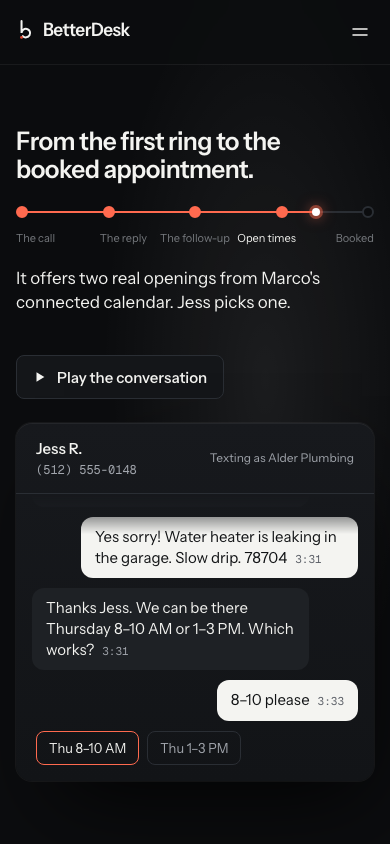 BetterDesk
From the first ring to the
booked appointment.
The call
The reply
The follow-up
Open times
Booked
It offers two real openings from Marco's
connected calendar. Jess picks one.
Play the conversation
Jess R.
(512) 555-0148
Texting as Alder Plumbing
Yes sorry! Water heater is leaking in
the garage. Slow drip. 78704 3:31
Thanks Jess. We can be there
Thursday 8–10 AM or 1–3 PM. Which
works? 3:31
8–10 please 3:33
Thu 8–10 AM
Thu 1–3 PM